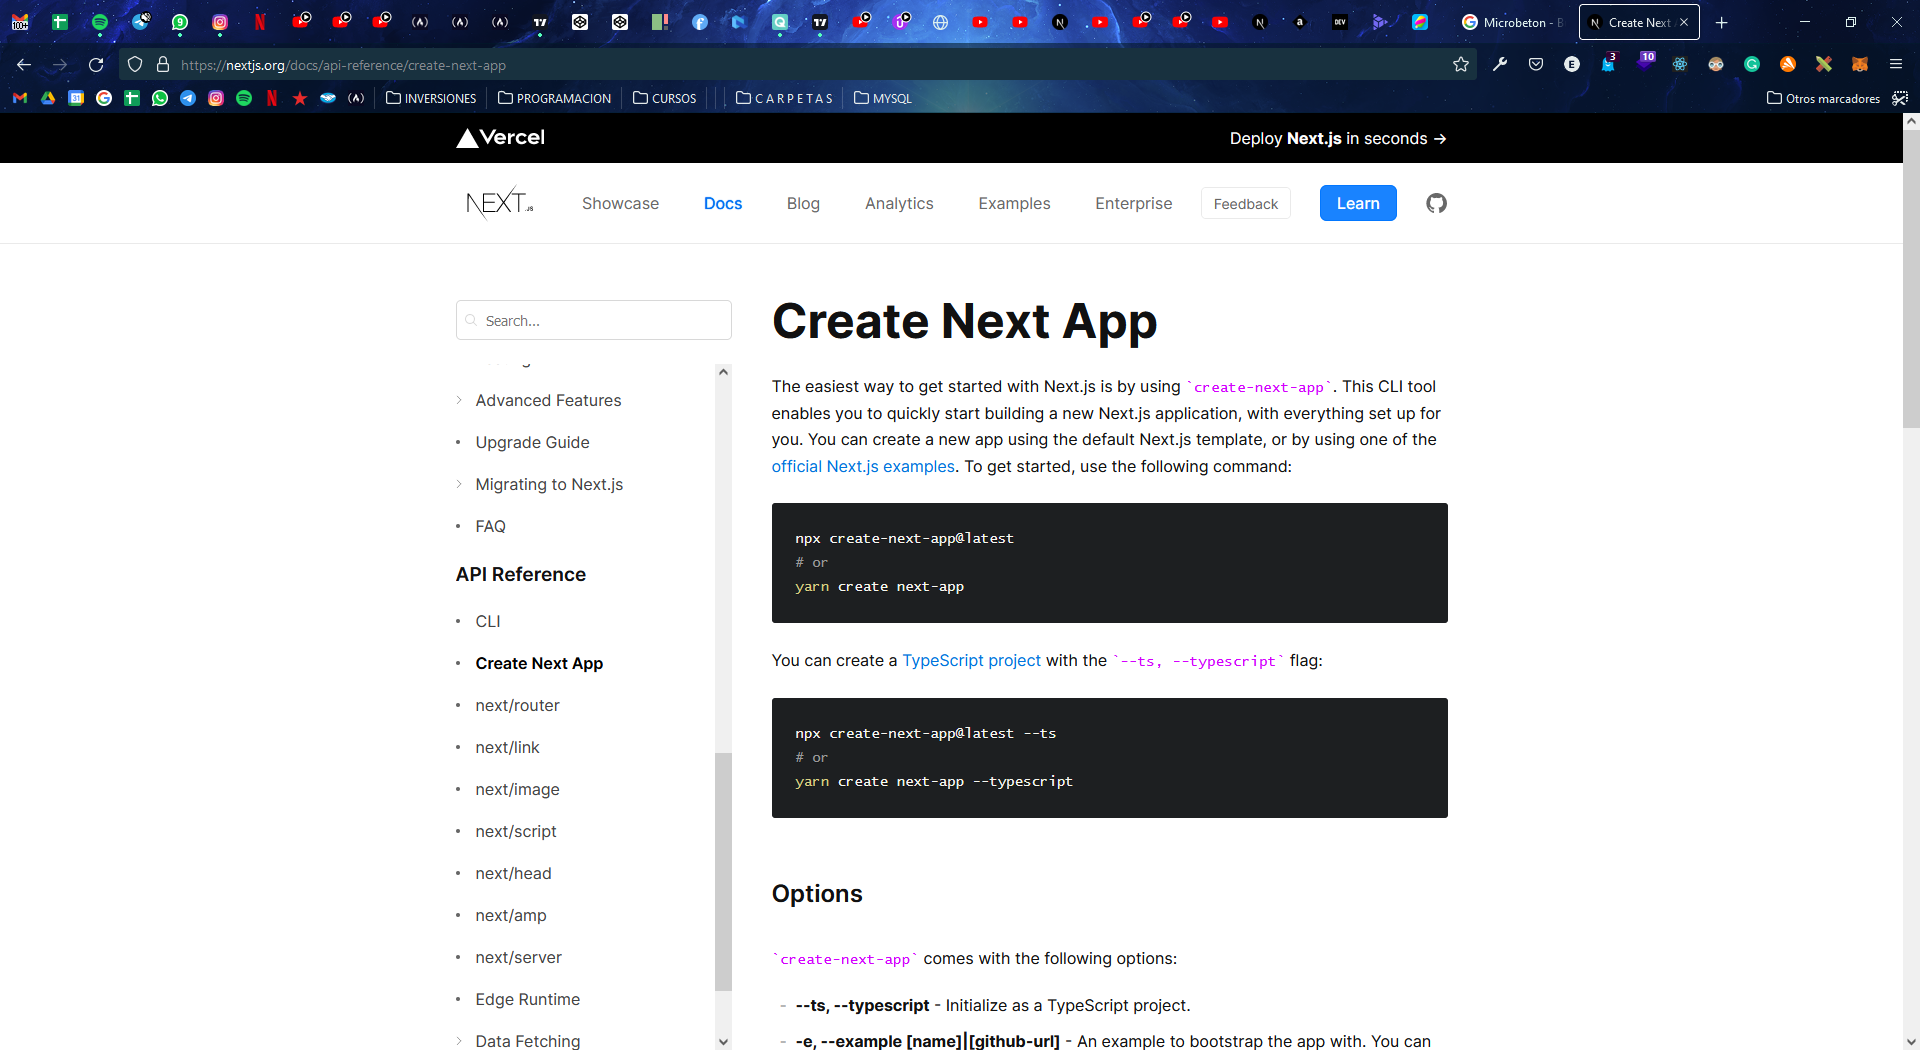 Microbeton - B
Create Next
https://nextjs.org/docs/api-reference/create-next-app
3
10
INVERSIONES
PROGRAMACION
CURSOS
C A R P E T A S
MYSQL
Otros marcadores
Vercel
Deploy Next.js in seconds →
NEXT.JS
Showcase
Docs
Blog
Analytics
Examples
Enterprise
Feedback
Learn
Search...
Advanced Features
Upgrade Guide
Migrating to Next.js
FAQ
API Reference
CLI
Create Next App
next/router
next/link
next/image
next/script
next/head
next/amp
next/server
Edge Runtime
Data Fetching
Create Next App
The easiest way to get started with Next.js is by using `create-next-app`. This CLI tool
enables you to quickly start building a new Next.js application, with everything set up for
you. You can create a new app using the default Next.js template, or by using one of the
official Next.js examples. To get started, use the following command:
npx create-next-app@latest
# or
yarn create next-app
You can create a TypeScript project with the `--ts, --typescript` flag:
npx create-next-app@latest --ts
# or
yarn create next-app --typescript
Options
`create-next-app` comes with the following options:
- --ts, --typescript - Initialize as a TypeScript project.
- -e, --example [name]|[github-url] - An example to bootstrap the app with. You can